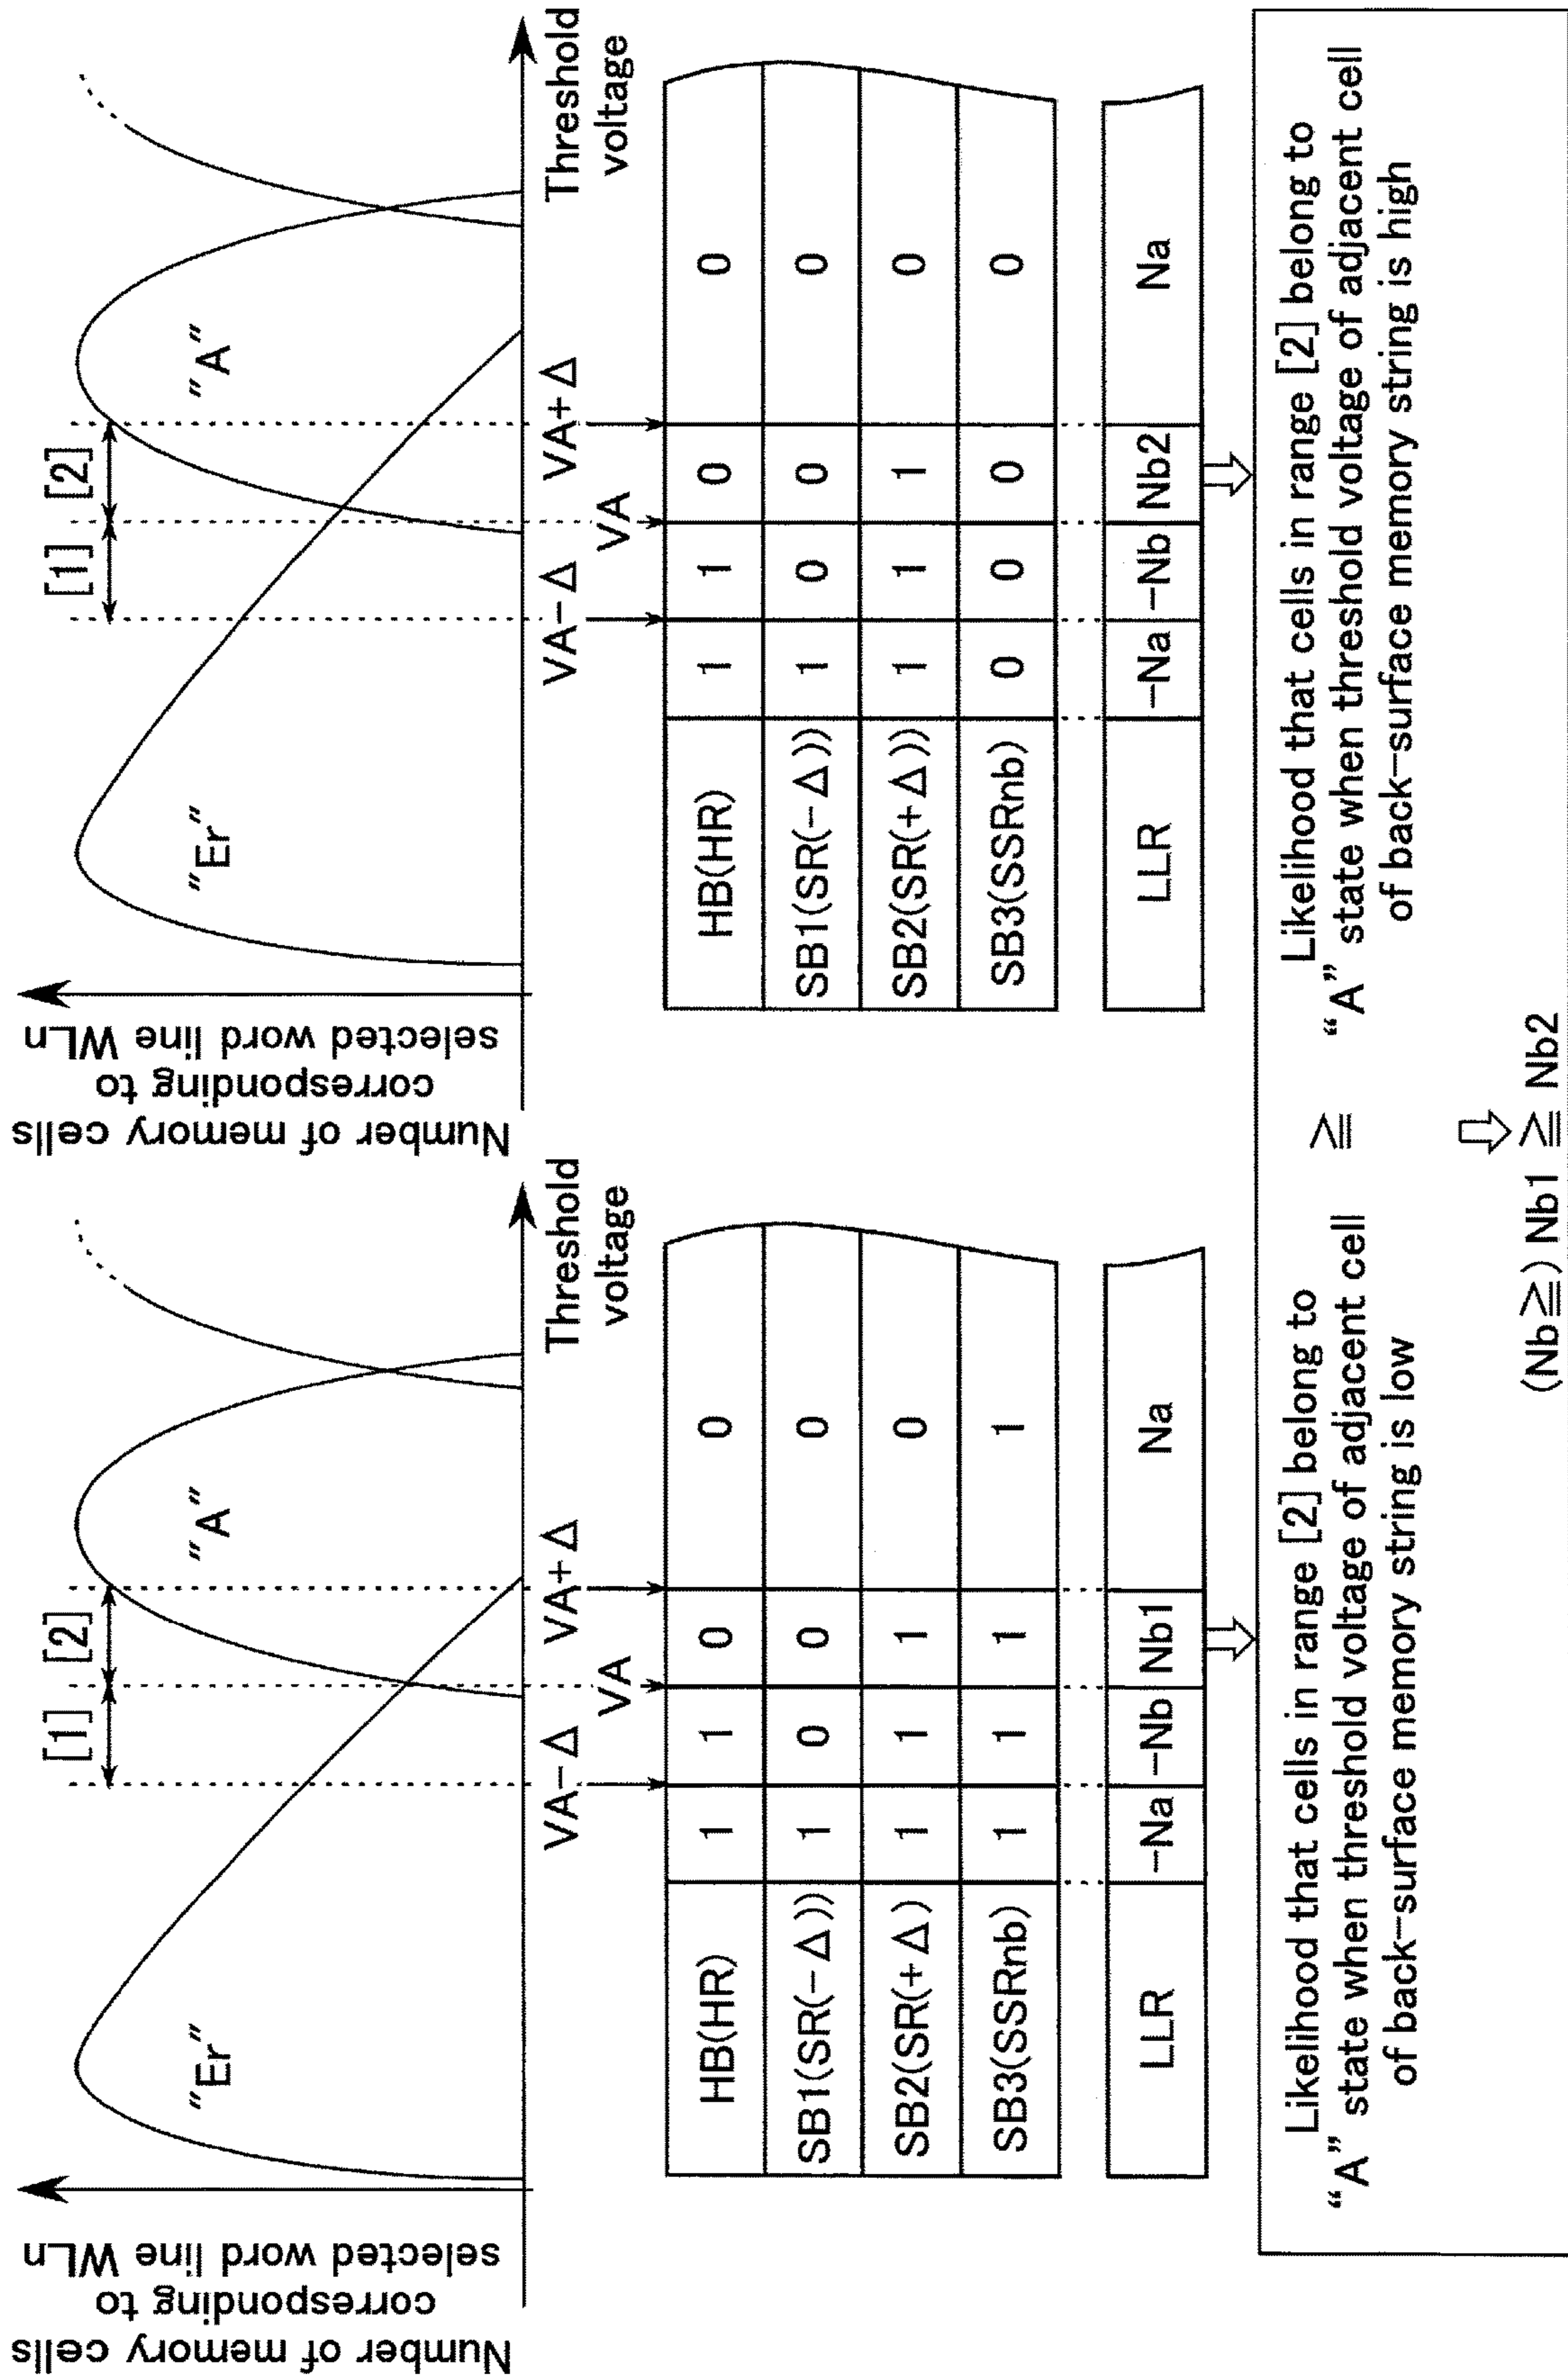 Number of memory cells
corresponding to
selected word line WLn
[1] [2]
"Er"
"A"
VA−Δ
VA
VA+Δ
Threshold
voltage
HB(HR) 1 1 0 0
SB1(SR(−Δ)) 1 0 0 0
SB2(SR(+Δ) 1 1 1 0
SB3(SSRnb) 1 1 1 1
LLR −Na −Nb Nb1 Na
Number of memory cells
corresponding to
selected word line WLn
[1] [2]
"Er"
"A"
VA−Δ
VA
VA+Δ
Threshold
voltage
HB(HR) 1 1 0 0
SB1(SR(−Δ)) 1 0 0 0
SB2(SR(+Δ)) 1 1 1 0
SB3(SSRnb) 0 0 0 0
LLR −Na −Nb Nb2 Na
Likelihood that cells in range [2] belong to
“A” state when threshold voltage of adjacent cell
of back-surface memory string is low
≧
Likelihood that cells in range [2] belong to
“A” state when threshold voltage of adjacent cell
of back-surface memory string is high
⇨
(Nb≧) Nb1 ≧ Nb2